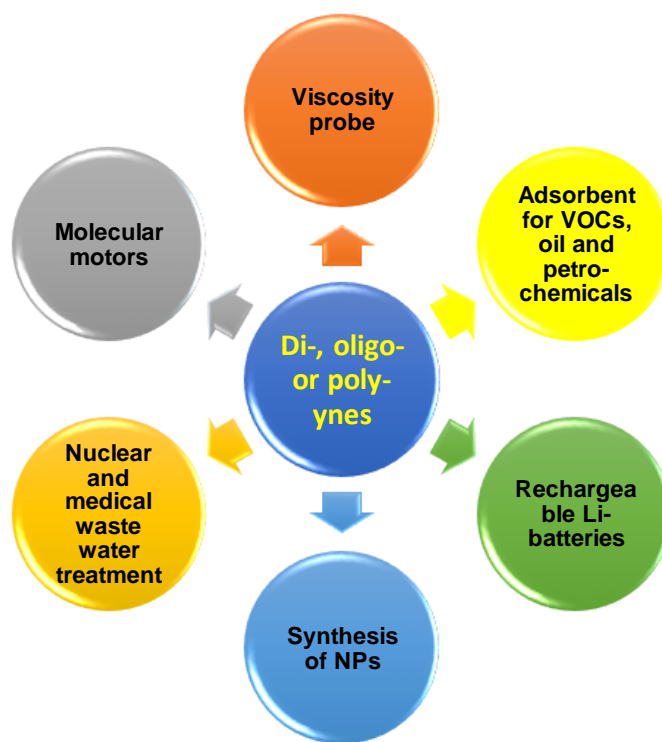 Viscosity
probe
Molecular
motors
Adsorbent
for VOCs,
oil and
petro-
chemicals
Di-, oligo-
or poly-
ynes
Nuclear
and
medical
waste
water
treatment
Rechargea
ble Li-
batteries
Synthesis
of NPs